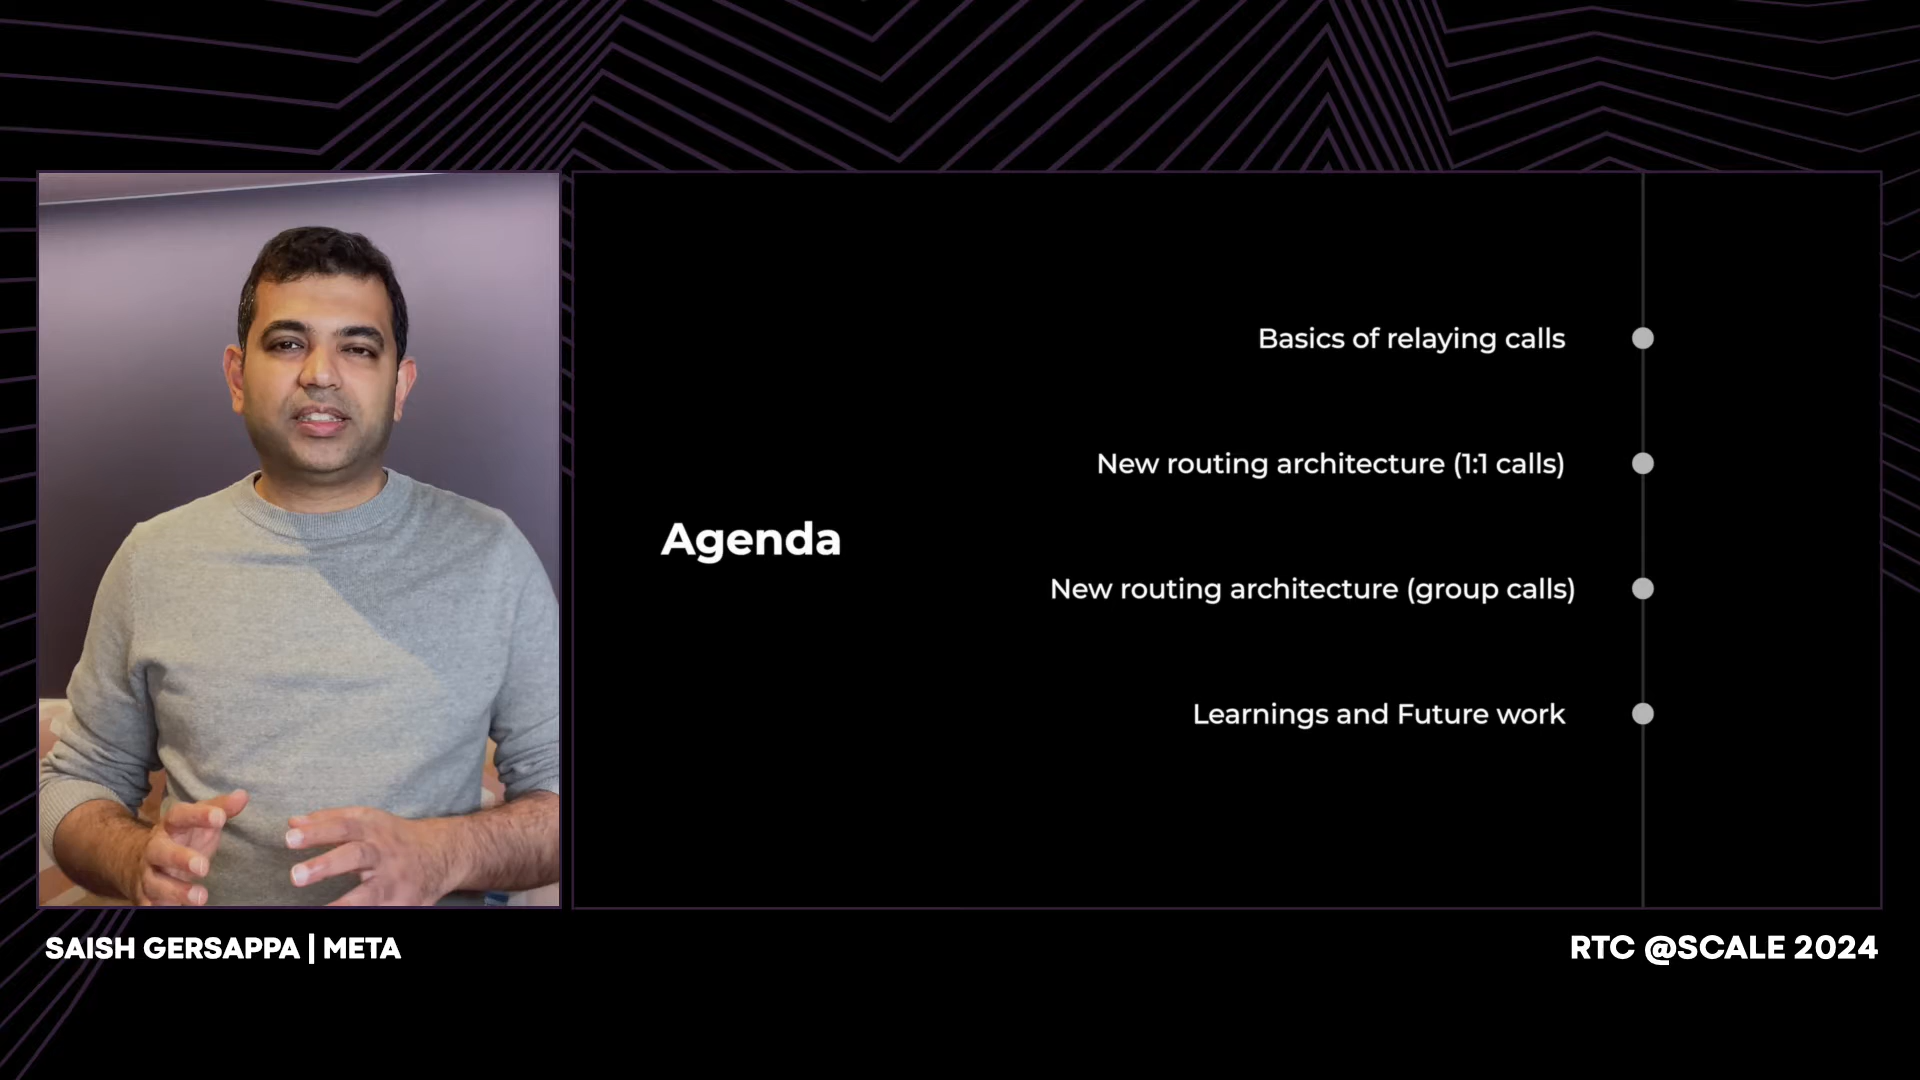 Agenda
Basics of relaying calls
New routing architecture (1:1 calls)
New routing architecture (group calls)
Learnings and Future work
SAISH GERSAPPA | META
RTC @SCALE 2024